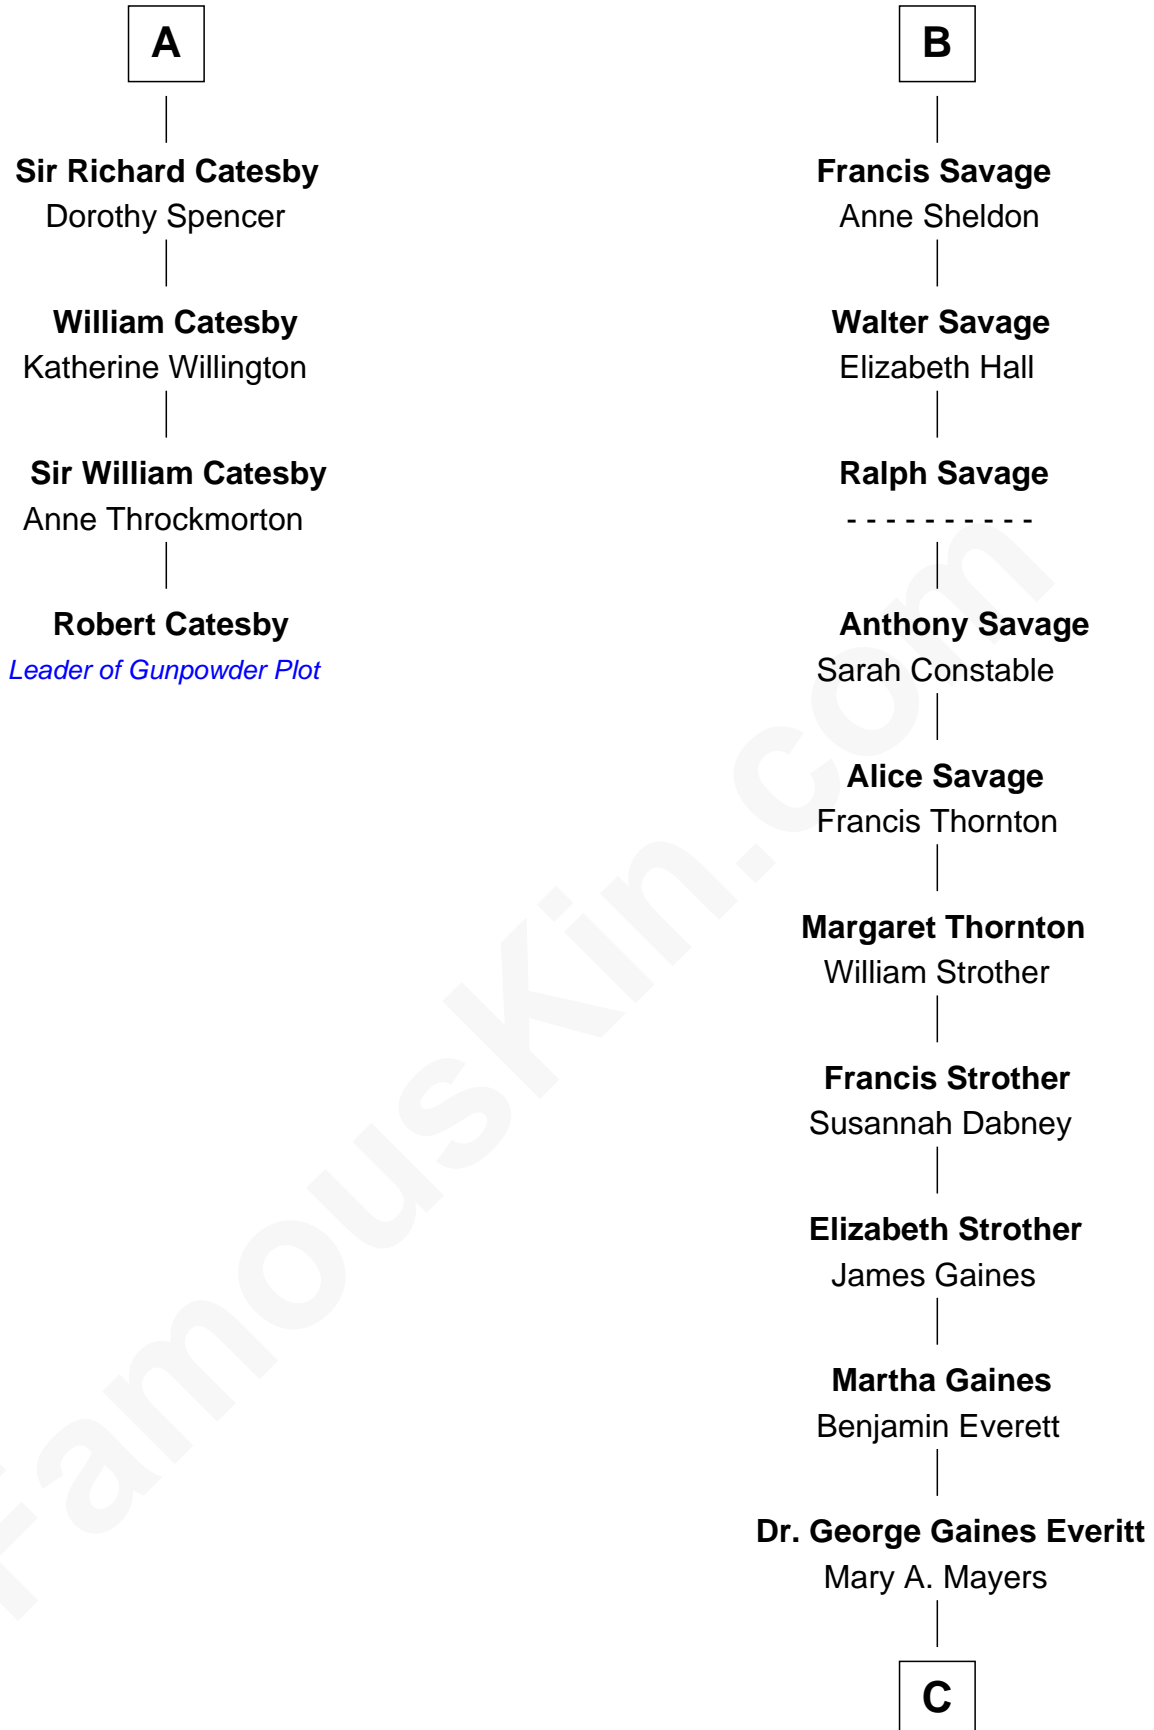 A
Sir Richard Catesby
Dorothy Spencer
William Catesby
Katherine Willington
Sir William Catesby
Anne Throckmorton
Robert Catesby
Leader of Gunpowder Plot
B
Francis Savage
Anne Sheldon
Walter Savage
Elizabeth Hall
Ralph Savage
- - - - - - - - - -
Anthony Savage
Sarah Constable
Alice Savage
Francis Thornton
Margaret Thornton
William Strother
Francis Strother
Susannah Dabney
Elizabeth Strother
James Gaines
Martha Gaines
Benjamin Everett
Dr. George Gaines Everitt
Mary A. Mayers
C
FamousKin.com